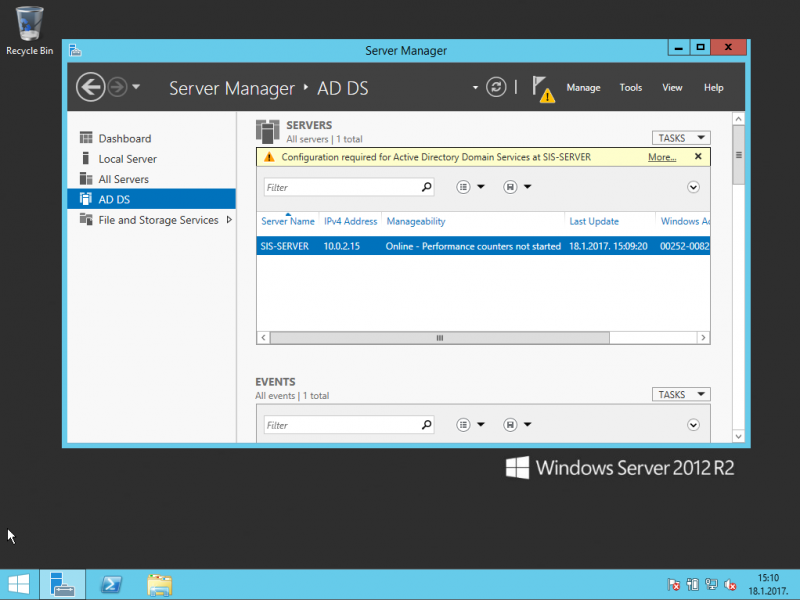 Recycle Bin
Server Manager
Server Manager AD DS
Manage Tools View Help
Dashboard
Local Server
All Servers
AD DS
File and Storage Services
SERVERS
All servers | 1 total
TASKS
Configuration required for Active Directory Domain Services at SIS-SERVER More...
Filter
Server Name IPv4 Address Manageability Last Update Windows Ac
SIS-SERVER 10.0.2.15 Online - Performance counters not started 18.1.2017. 15:09:20 00252-0082
EVENTS
All events | 1 total
TASKS
Filter
Windows Server 2012 R2
15:10
18.1.2017.